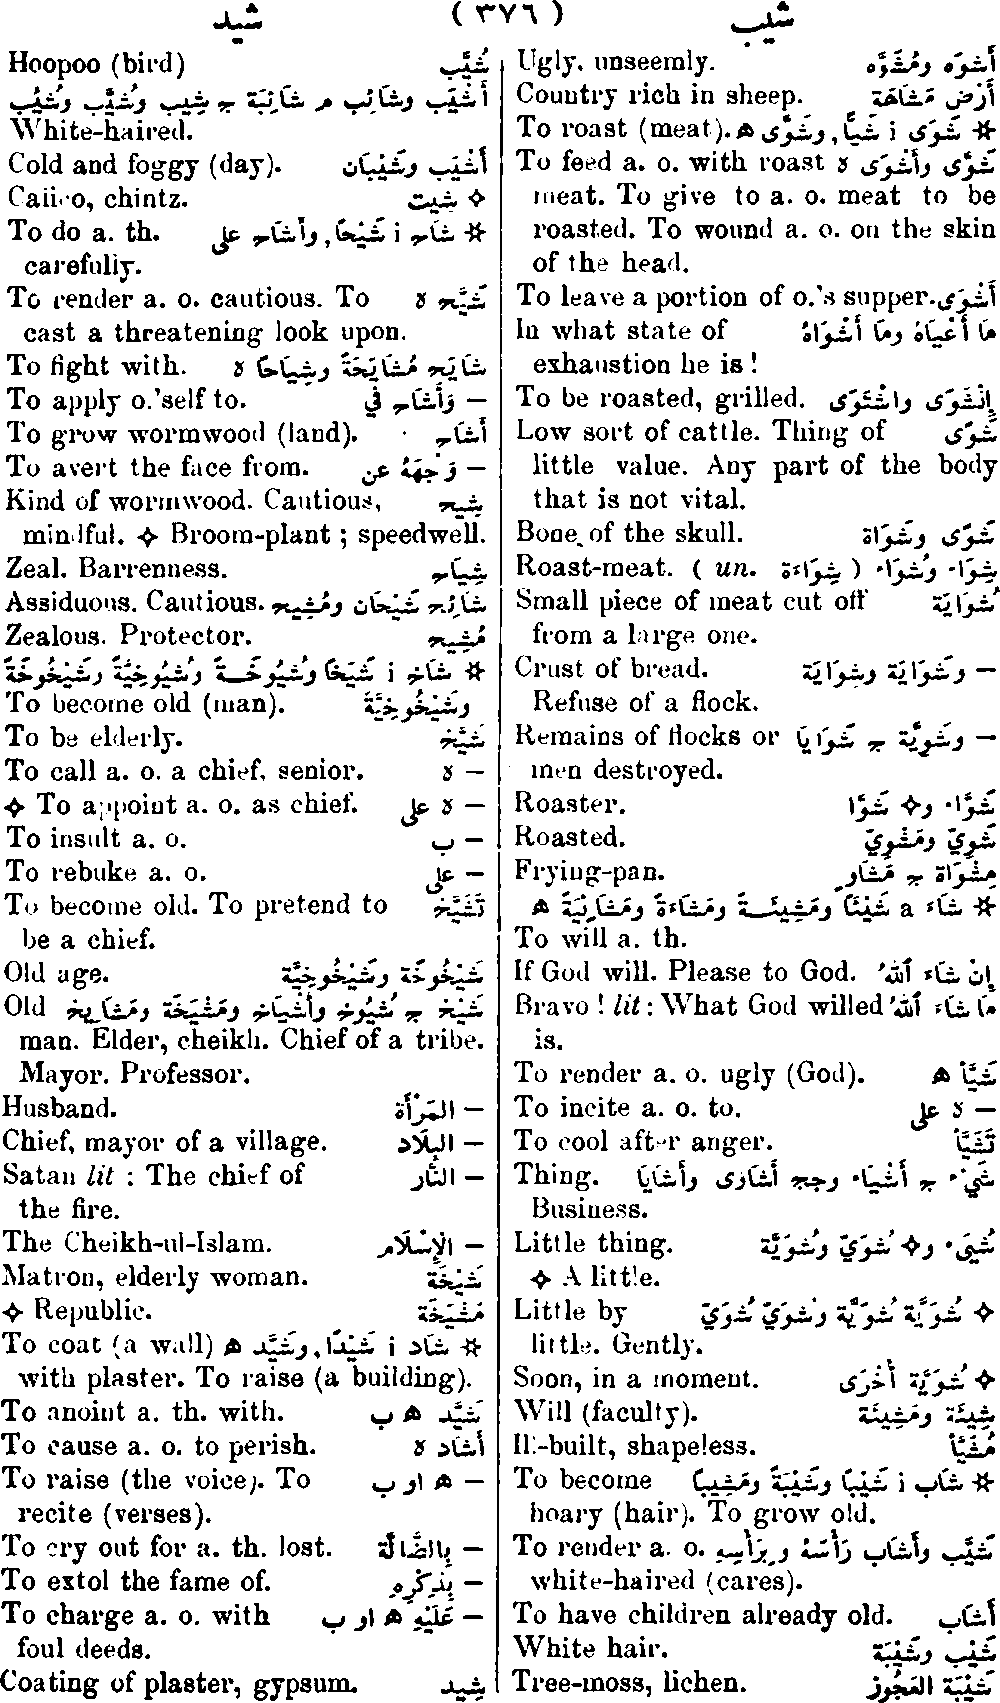 شيد ( ٣٧٦ ) شيب
Ugly, unseemly. أَشْوَه ومُشَوَّه
Country rich in sheep. أَرْض مَشَاهَة
To roast (meat). ☆ شَوَى i شَيًّا, وشَوَّى ه
To feed a. o. with roast شَوَّى وأَشْوَى ة
meat. To give to a. o. meat to be
roasted. To wound a. o. on the skin
of the head.
To leave a portion of o.'s supper. أَشْوَى
In what state of مَا أَعْيَاهُ ومَا أَشْوَاهُ
exhaustion he is!
To be roasted, grilled. إِنْشَوَى واشْتَوَى
Low sort of cattle. Thing of شَوًى
little value. Any part of the body
that is not vital.
Bone of the skull. شَوًى وشَوَاة
Roast-meat. ( un. شِوَاء وشُوَاء ( شِوَاءَة
Small piece of meat cut off شُوَايَة
from a large one.
Crust of bread. – وشَوَايَة وشِوَايَة
Refuse of a flock.
Remains of flocks or – وشَوِيَّة ج شَوَايَا
men destroyed.
Roaster. شَوَّاء و✧ شَوَّا
Roasted. شَوِيّ ومَشْوِيّ
Frying-pan. مِشْوَاة ج مَشَاوٍ
☆ شَاءَ a شَيْئًا ومَشِيئَةً ومَشَاءَةً ومَشَائِيَةً ه
To will a. th.
If God will. Please to God. إِنْ شَاءَ ٱللهُ
Bravo! lit: What God willed مَا شَاءَ ٱللهُ
is.
To render a. o. ugly (God). شَيَّأَ ه
To incite a. o. to. – ة على
To cool after anger. تَشَيَّأَ
Thing. شَيْء ج أَشْيَاء وجج أَشَاوَى وأَشَايَا
Business.
Little thing. شُيَيْء و✧ شُوَيّ وشُوَيَّة
✧ A little.
Little by ✧ شُوَيَّة شُوَيَّة وشُوَيّ شُوَيّ
little. Gently.
Soon, in a moment. ✧ شُوَيَّة أُخْرَى
Will (faculty). شِيئَة ومَشِيئَة
Ill-built, shapeless. مُشَيَّأ
To become ☆ شَاب i شَيْبًا وشَيْبَةً ومَشِيبًا
hoary (hair). To grow old.
To render a. o. شَيَّب وأَشَاب رَأْسَهُ وبِرَأْسِهِ
white-haired (cares).
To have children already old. أَشَاب
White hair. شَيْب وشَيْبَة
Tree-moss, lichen. شَيْبَة العَجُوز
Hoopoo (bird) شُيَّب
أَشْيَب وشَائِب م شَائِبَة ج شِيب وشُيَّب وشُيُب
White-haired.
Cold and foggy (day). أَشْيَب وشَيْبَان
Calico, chintz. ✧ شِيت
To do a. th. ☆ شَاح i شَيْحًا, وأَشَاح على
carefully.
To render a. o. cautious. To شَيَّح ة
cast a threatening look upon.
To fight with. شَايَح مُشَايَحَةً وشِيَاحًا ة
To apply o.'self to. – وَأَشَاح في
To grow wormwood (land). أَشَاح
To avert the face from. – وَجْهَهُ عن
Kind of wormwood. Cautious, شِيح
mindful. ✧ Broom-plant ; speedwell.
Zeal. Barrenness. شِيَاح
Assiduous. Cautious. شَائِح شَيْحَان ومُشِيح
Zealous. Protector. مُشِيح
☆ شَاخ i شَيَخًا وشُيُوخَةً وشُيُوخِيَّةً وشَيْخُوخَةً
To become old (man). وشَيْخُوخِيَّةً
To be elderly. شَيَّخ
To call a. o. a chief, senior. – ة
✧ To appoint a. o. as chief. – ة على
To insult a. o. – ب
To rebuke a. o. – على
To become old. To pretend to تَشَيَّخ
be a chief.
Old age. شَيْخُوخَة وشَيْخُوخِيَّة
Old شَيْخ ج شُيُوخ وأَشْيَاخ ومَشْيَخَة ومَشَايِخ
man. Elder, cheikh. Chief of a tribe.
Mayor. Professor.
Husband. – المَرْأَة
Chief, mayor of a village. – البِلَاد
Satan lit : The chief of – النَّار
the fire.
The Cheikh-ul-Islam. – الإِسْلَام
Matron, elderly woman. شَيْخَة
✧ Republic. مَشْيَخَة
To coat (a wall) ☆ شَاد i شَيْدًا, وشَيَّد ه
with plaster. To raise (a building).
To anoint a. th. with. شَيَّد ه ب
To cause a. o. to perish. أَشَاد ة
To raise (the voice). To – ه او ب
recite (verses).
To cry out for a. th. lost. – بِالضَّالَّة
To extol the fame of. – بِذِكْرِهِ
To charge a. o. with – عَلَيْهِ ه او ب
foul deeds.
Coating of plaster, gypsum. شِيد